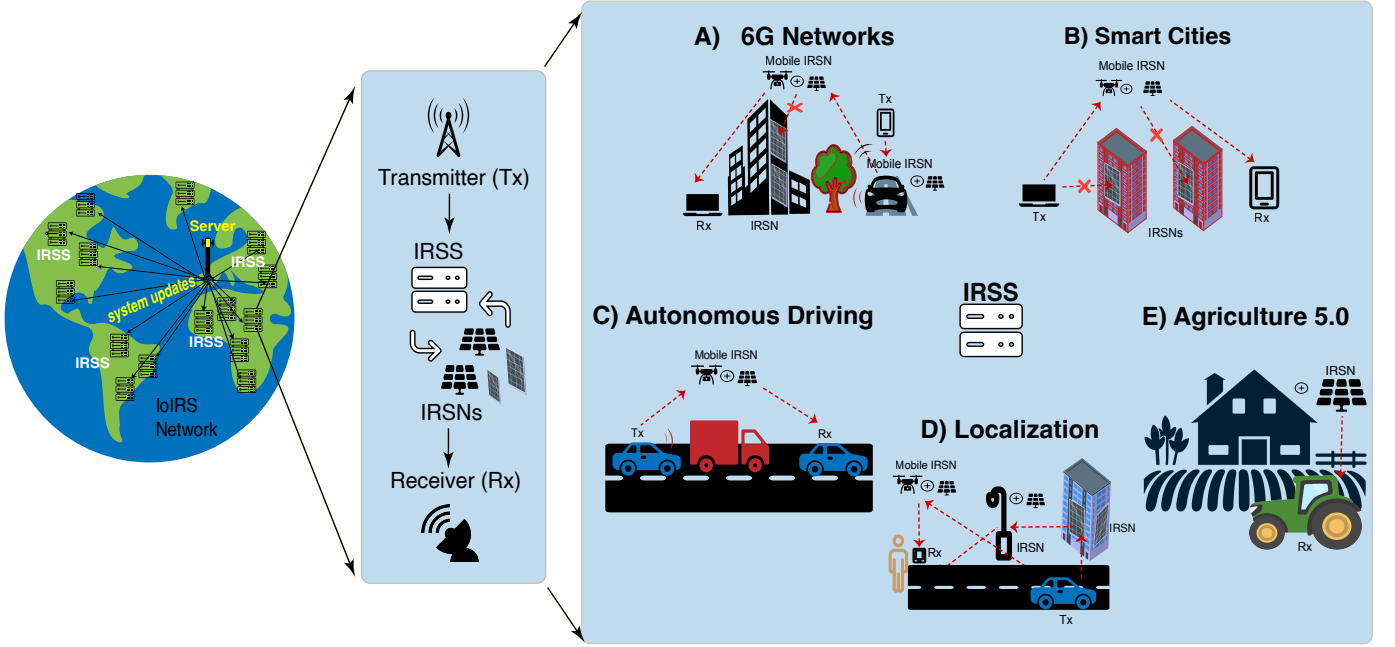 Server
IRSS
IRSS
system updates
IRSS
IRSS
IoIRS
Network
Transmitter (Tx)
IRSS
IRSNs
Receiver (Rx)
A) 6G Networks
Mobile IRSN
Tx
Mobile IRSN
Rx
IRSN
B) Smart Cities
Mobile IRSN
Tx
IRSNs
Rx
IRSS
C) Autonomous Driving
Mobile IRSN
Tx
Rx
D) Localization
Mobile IRSN
IRSN
IRSN
Rx
Tx
E) Agriculture 5.0
IRSN
Rx